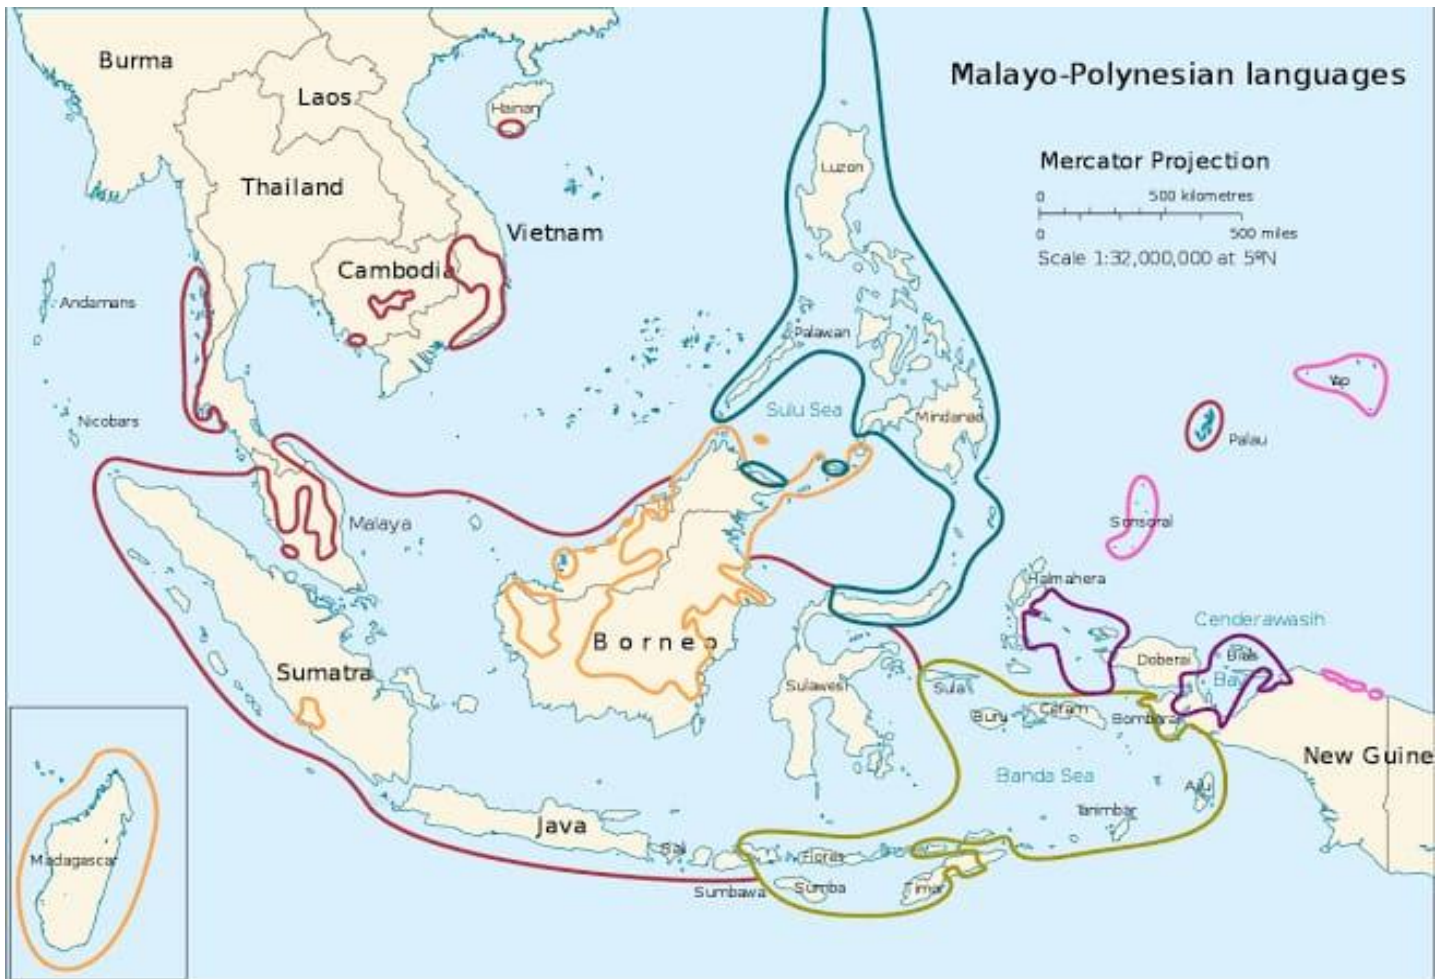 Malayo-Polynesian languages
Mercator Projection
0 500 kilometres
0 500 miles
Scale 1:32,000,000 at 5ºN
Burma
Laos
Hainan
Thailand
Vietnam
Cambodia
Andamans
Nicobars
Luzon
Palawan
Sulu Sea
Mindanao
Yap
Palau
Sonsoral
Malaya
Halmahera
Cenderawasih
Bay
Biak
Doberai
Borneo
Sumatra
Sulawesi
Sula
Buru
Ceram
Bomberai
New Guine
Banda Sea
Aru
Tanimbar
Java
Bali
Flores
Sumbawa
Sumba
Timor
Madagascar